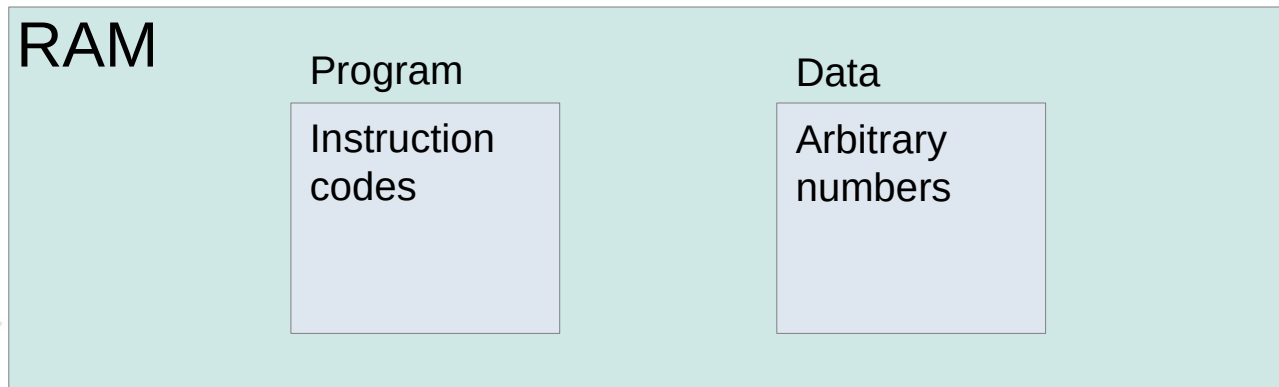 RAM
Program
Instruction
codes
Data
Arbitrary
numbers